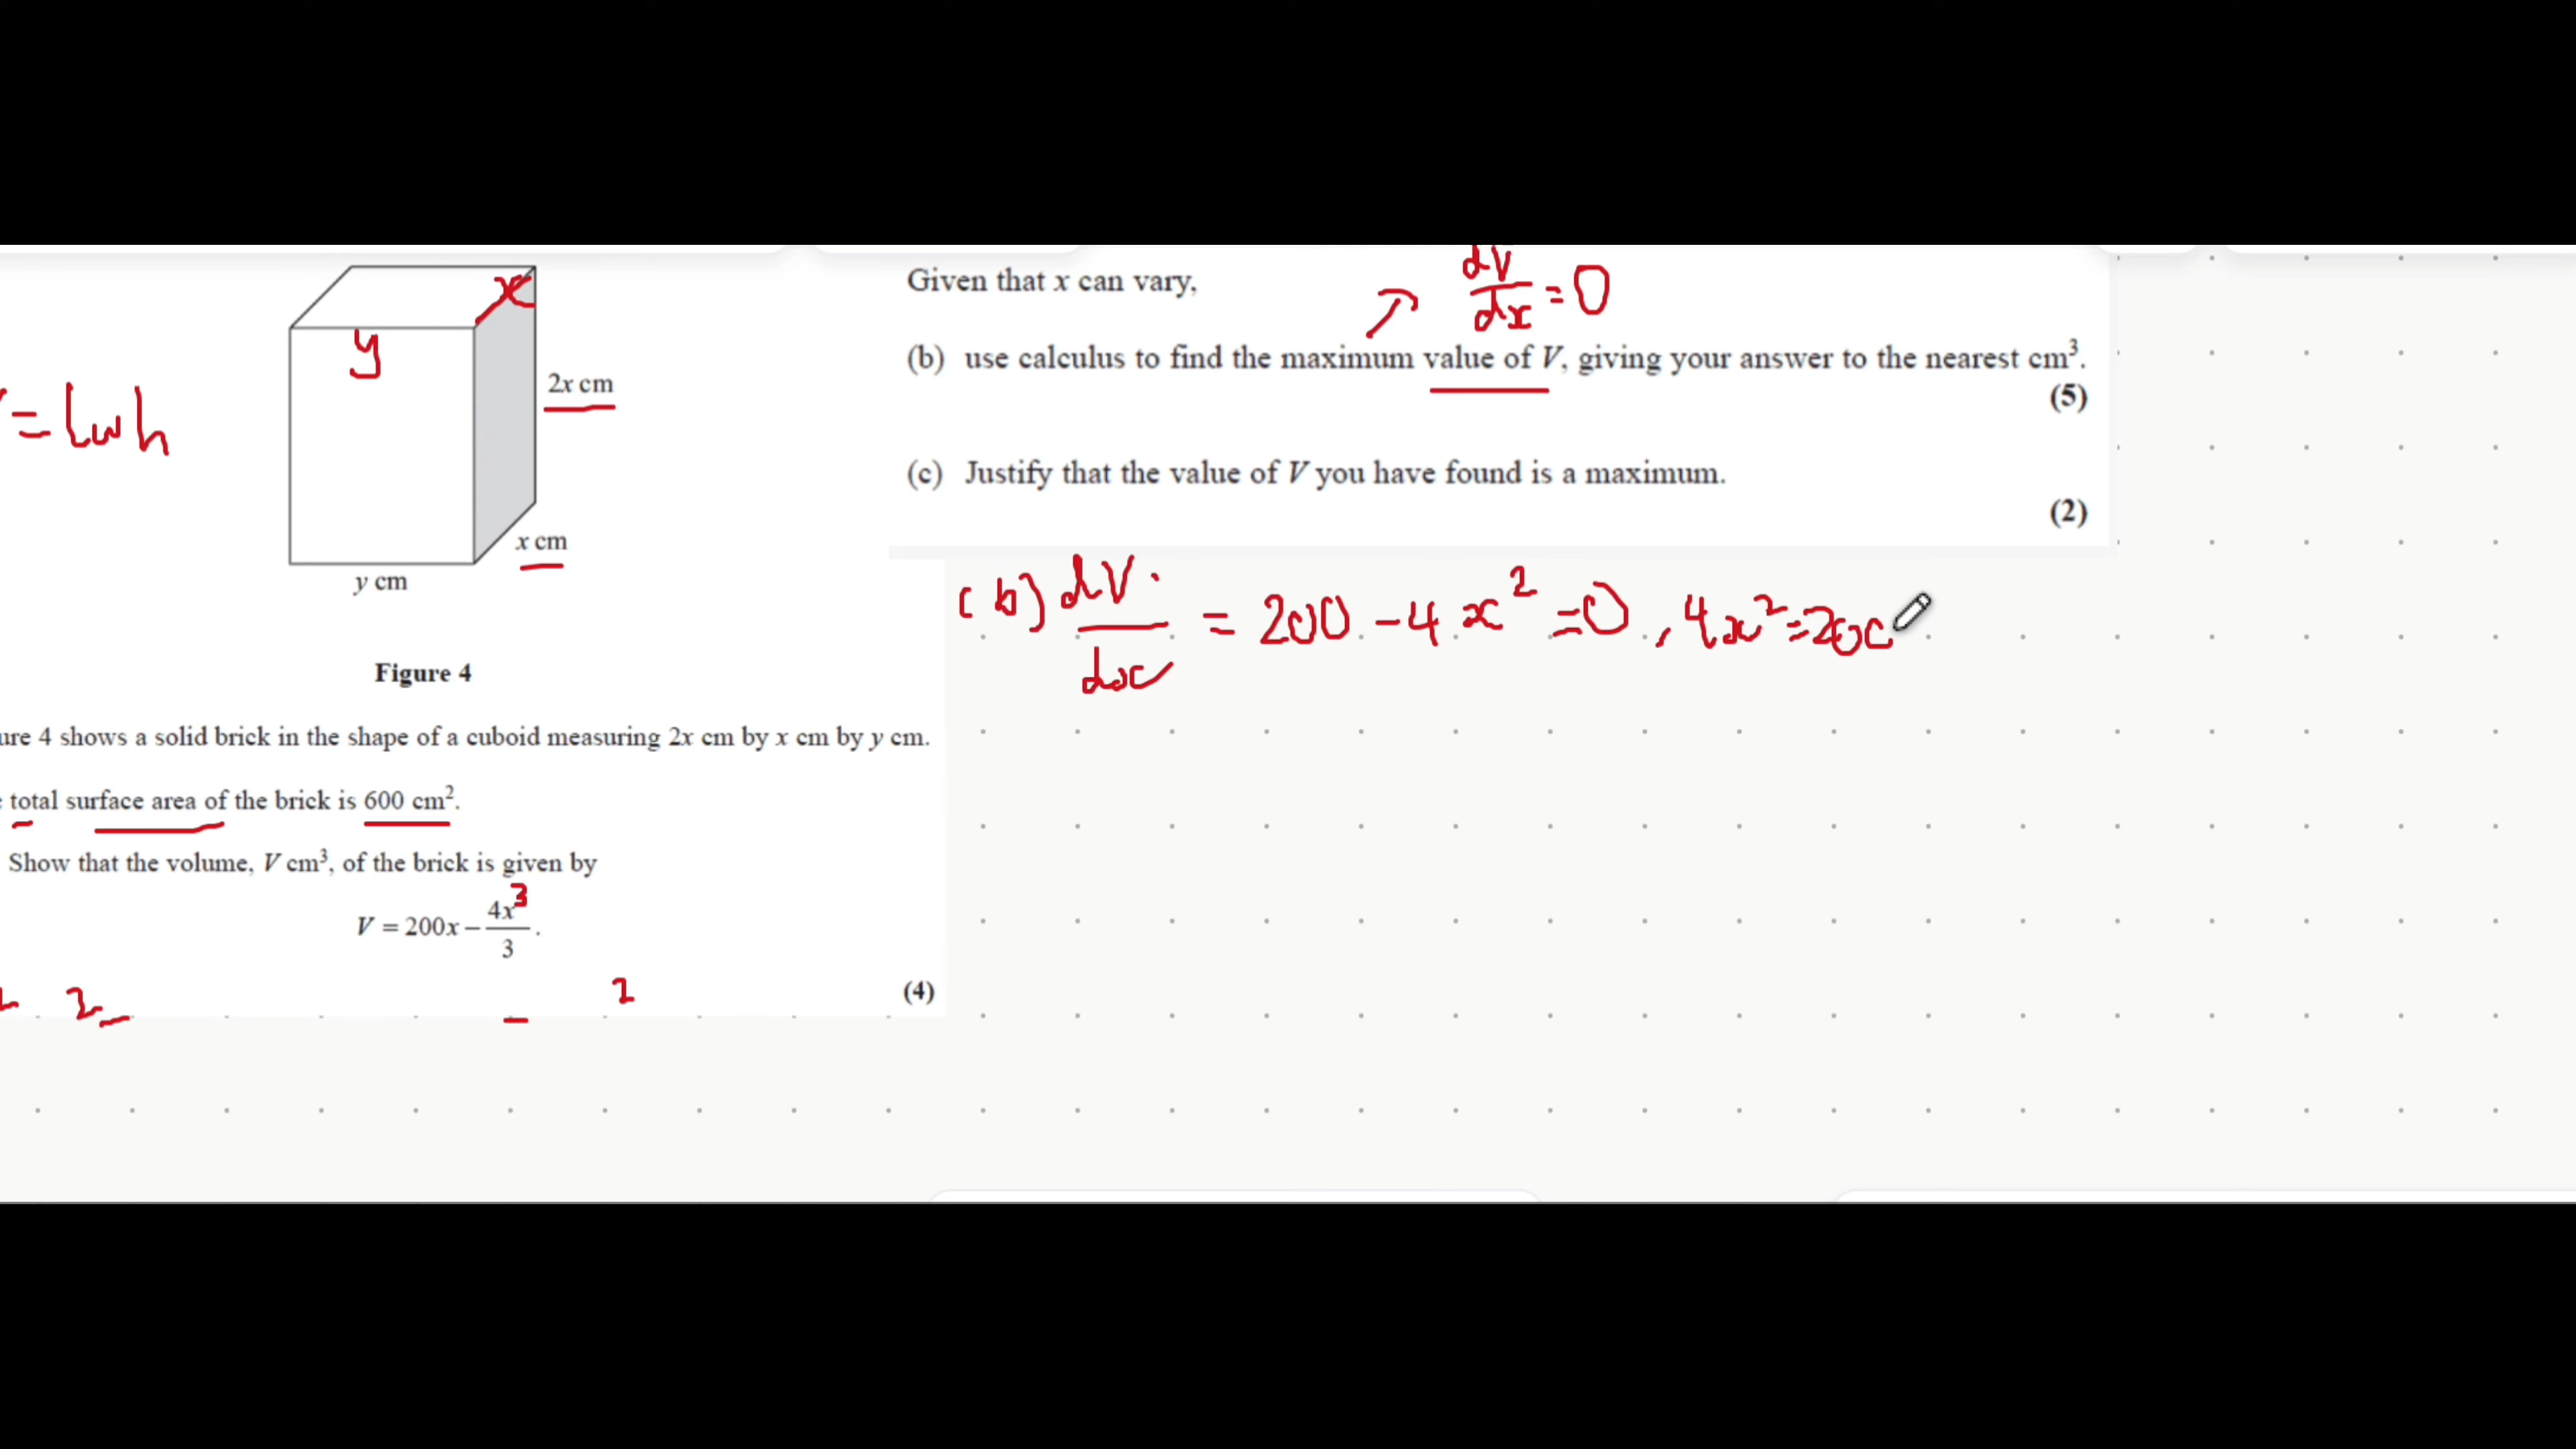 x
y
2x cm
= lwh
x cm
y cm
Figure 4
ure 4 shows a solid brick in the shape of a cuboid measuring 2x cm by x cm by y cm.
total surface area of the brick is 600 cm².
Show that the volume, V cm³, of the brick is given by
V = 200x − 4x³/3 .
2 2
(4)
Given that x can vary,
dV/dx = 0
(b) use calculus to find the maximum value of V, giving your answer to the nearest cm³.
(5)
(c) Justify that the value of V you have found is a maximum.
(2)
(b) dV/dx = 200 − 4x² = 0, 4x² = 200